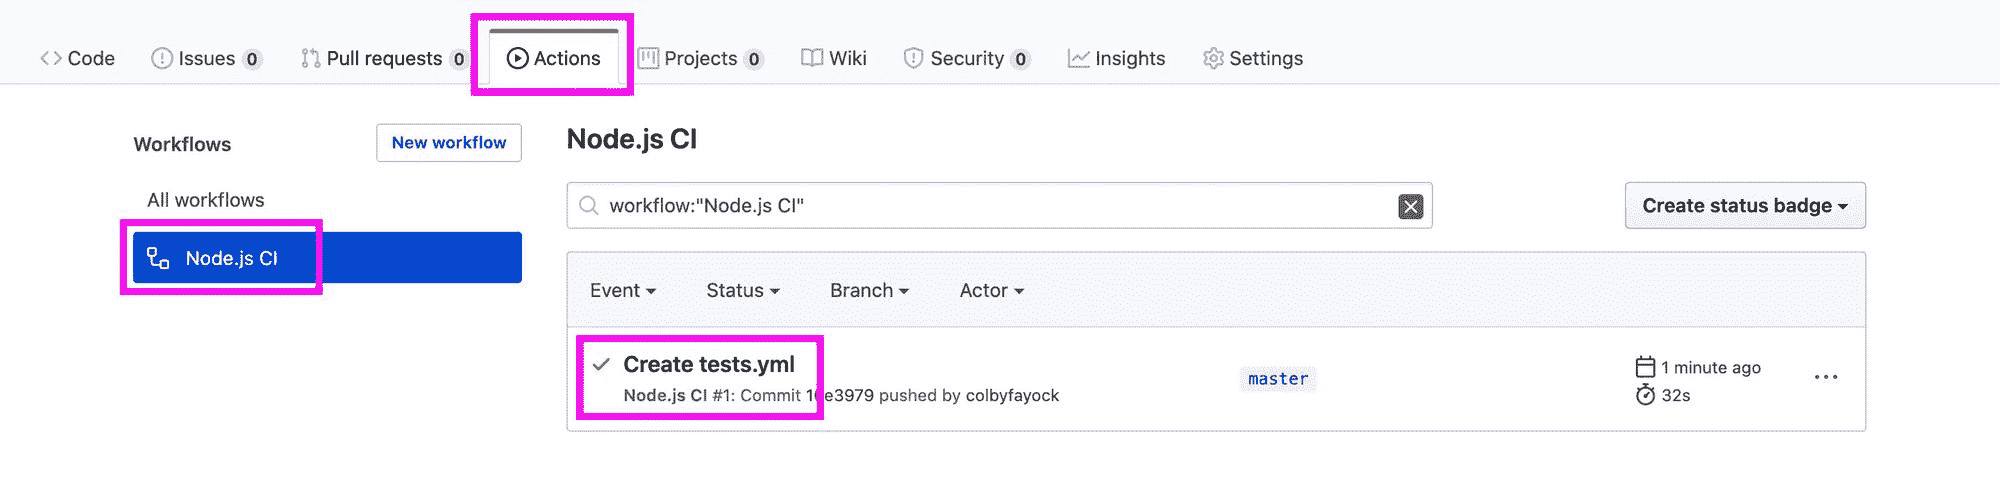 Code Issues 0 Pull requests 0 Actions Projects 0 Wiki Security 0 Insights Settings
Workflows
New workflow
All workflows
Node.js CI
Node.js CI
workflow:"Node.js CI"
Create status badge
Event Status Branch Actor
Create tests.yml
Node.js CI #1: Commit e3979 pushed by colbyfayock
master
1 minute ago
32s